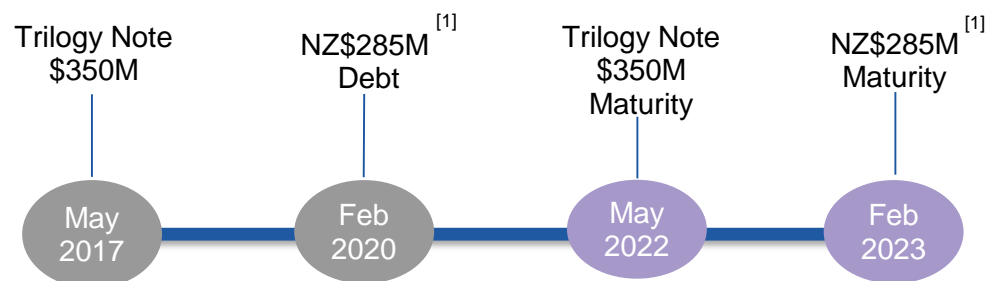 Trilogy Note
$350M
NZ$285M [1]
Debt
Trilogy Note
$350M
Maturity
NZ$285M [1]
Maturity
May
2017
Feb
2020
May
2022
Feb
2023